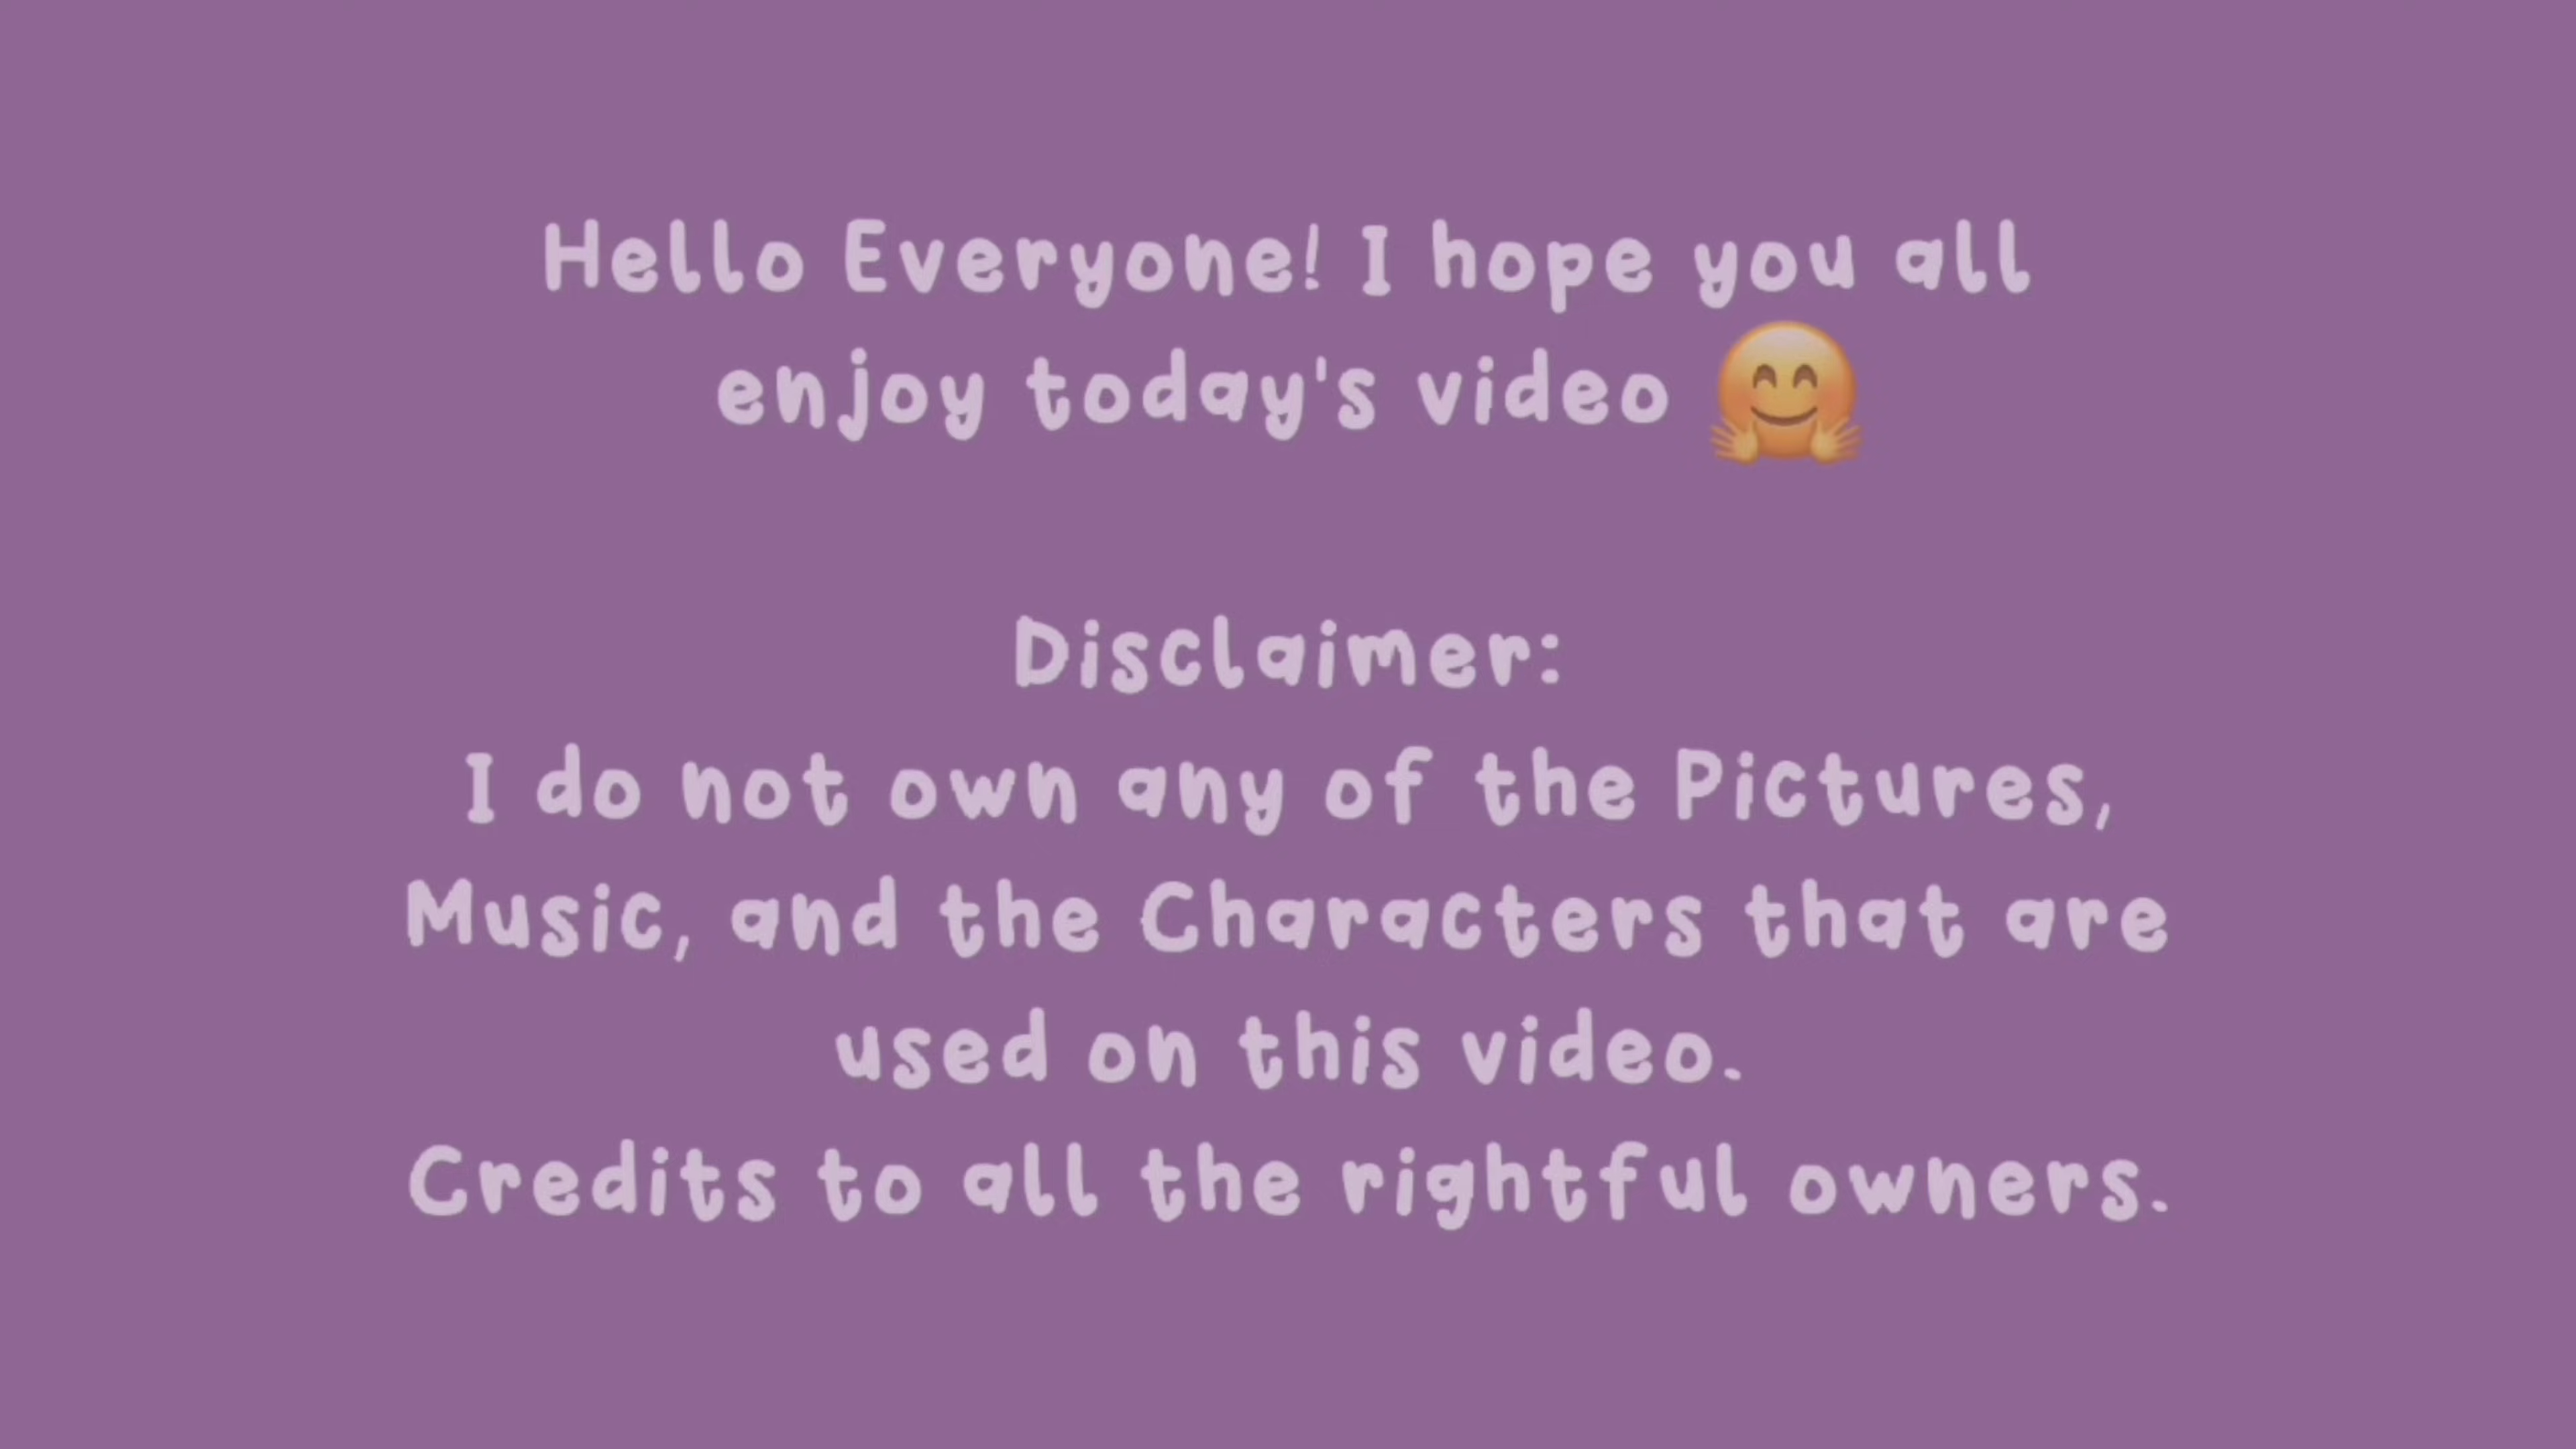 Hello Everyone! I hope you all
enjoy today's video 🤗
Disclaimer:
I do not own any of the Pictures,
Music, and the Characters that are
used on this video.
Credits to all the rightful owners.